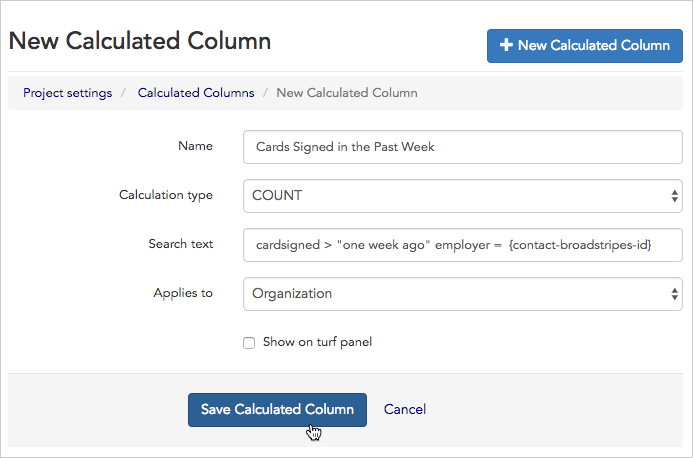 New Calculated Column
+ New Calculated Column
Project settings / Calculated Columns / New Calculated Column
Name Cards Signed in the Past Week
Calculation type COUNT
Search text cardsigned > "one week ago" employer = {contact-broadstripes-id}
Applies to Organization
Show on turf panel
Save Calculated Column Cancel